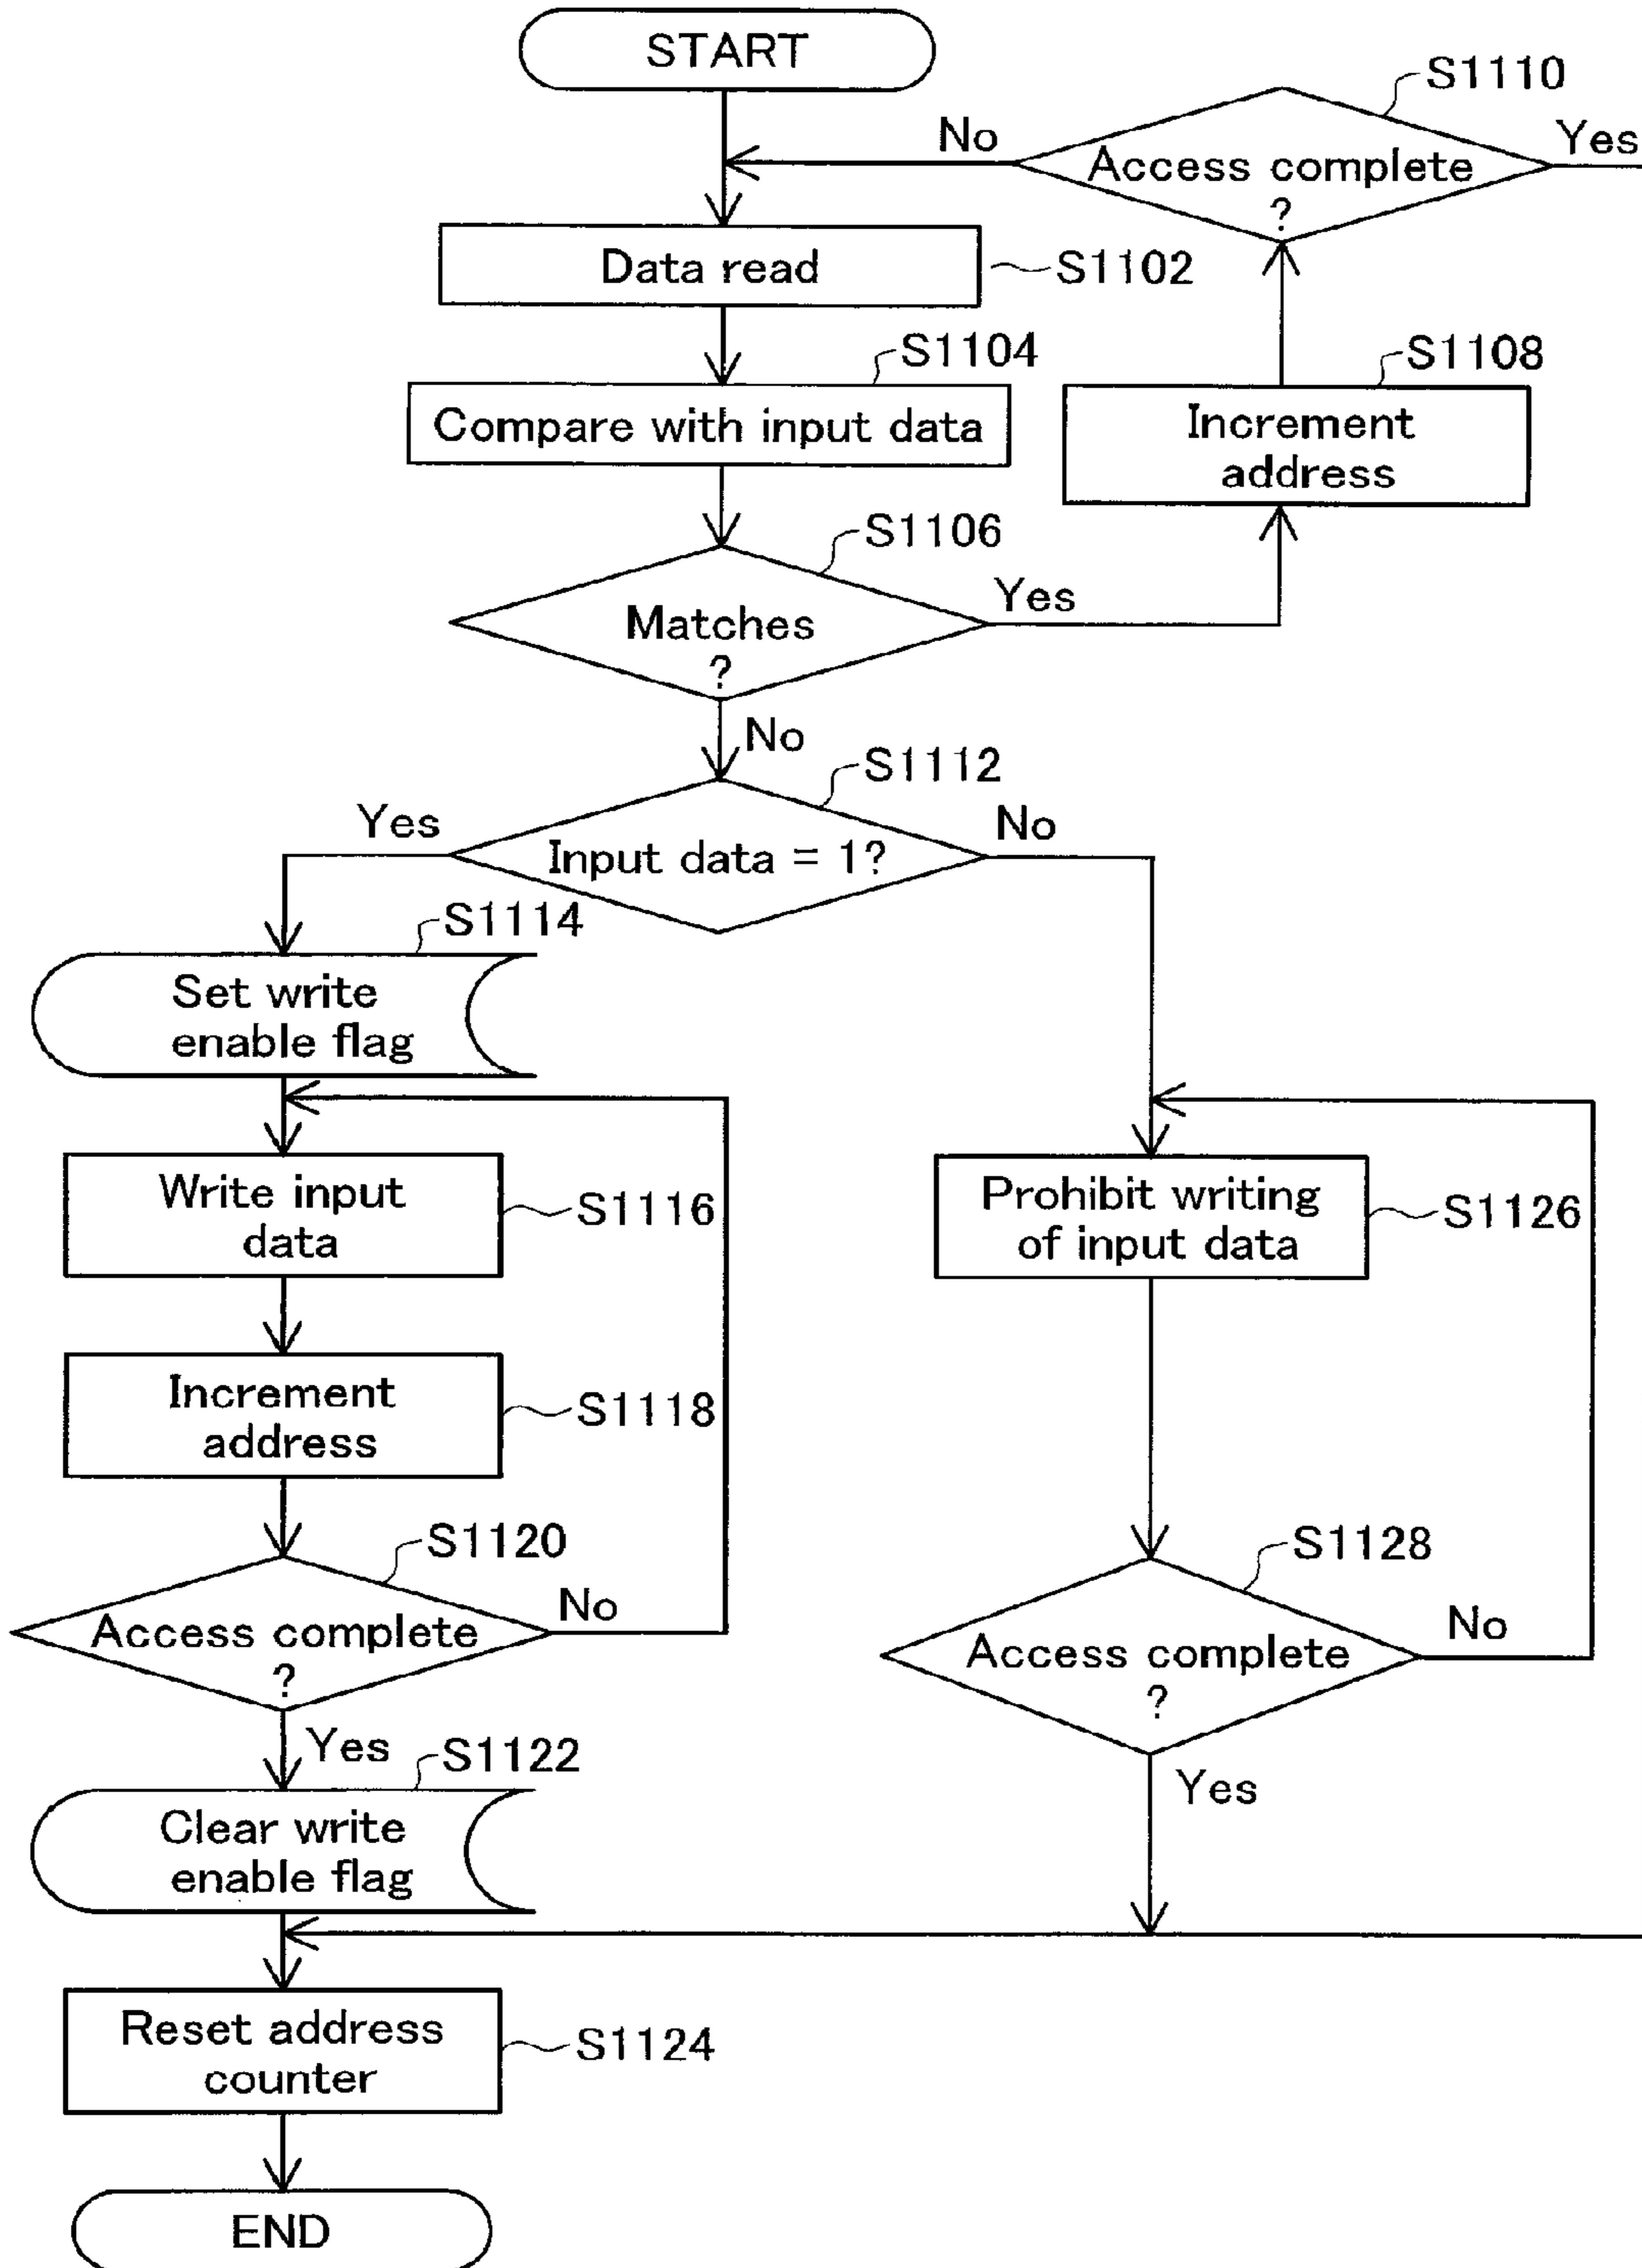 START
S1110
No
Yes
Access complete
?
Data read
S1102
S1104
S1108
Compare with input data
Increment
address
S1106
Matches
?
Yes
No
S1112
Yes
No
Input data = 1?
S1114
Set write
enable flag
Write input
data
S1116
Prohibit writing
of input data
S1126
Increment
address
S1118
S1120
S1128
Access complete
?
No
Access complete
?
No
Yes
S1122
Yes
Clear write
enable flag
Reset address
counter
S1124
END